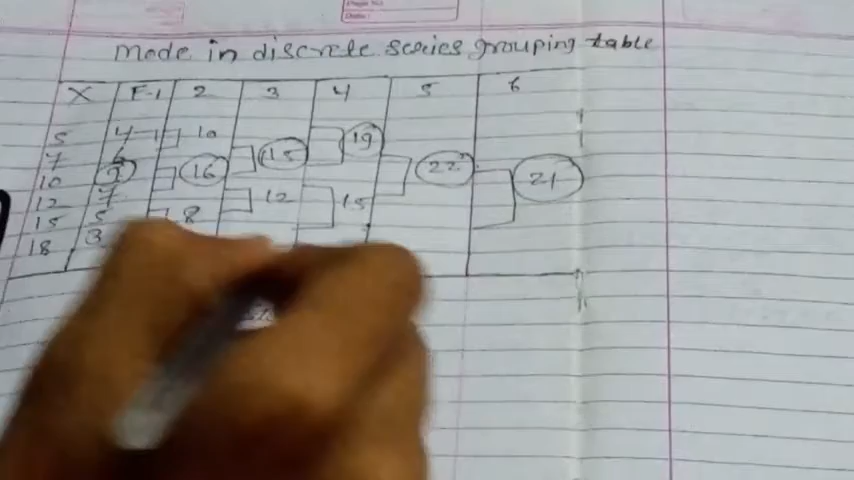 mode in discrete series grouping table
X F-1 2 3 4 5 6
5 4 10 19
7 6 15
10 9 16 22 21
12 7 12 15
15 5 8
18 3